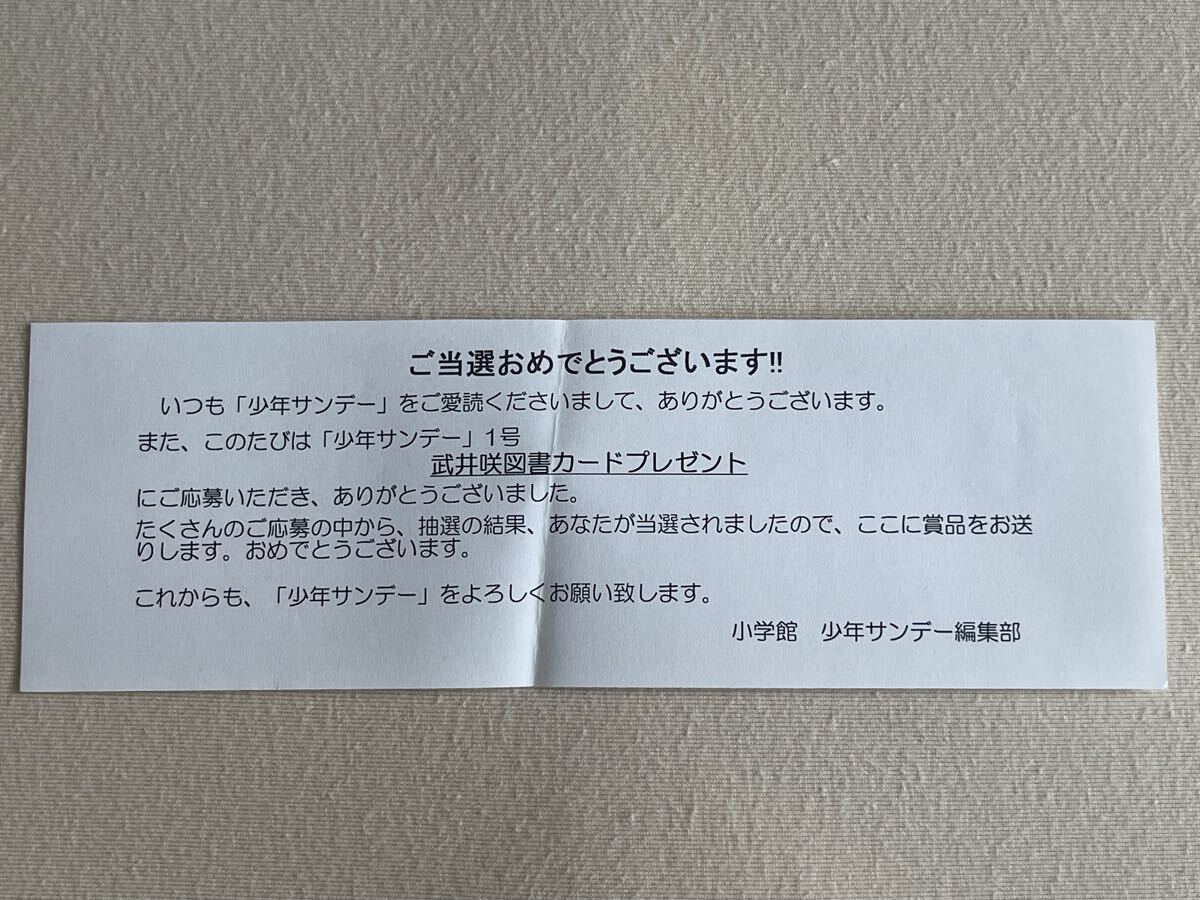 ご当選おめでとうございます!!
いつも「少年サンデー」をご愛読くださいまして、ありがとうございます。
また、このたびは「少年サンデー」1号
武井咲図書カードプレゼント
にご応募いただき、ありがとうございました。
たくさんのご応募の中から、抽選の結果、あなたが当選されましたので、ここに賞品をお送
りします。おめでとうございます。
これからも、「少年サンデー」をよろしくお願い致します。
小学館　少年サンデー編集部